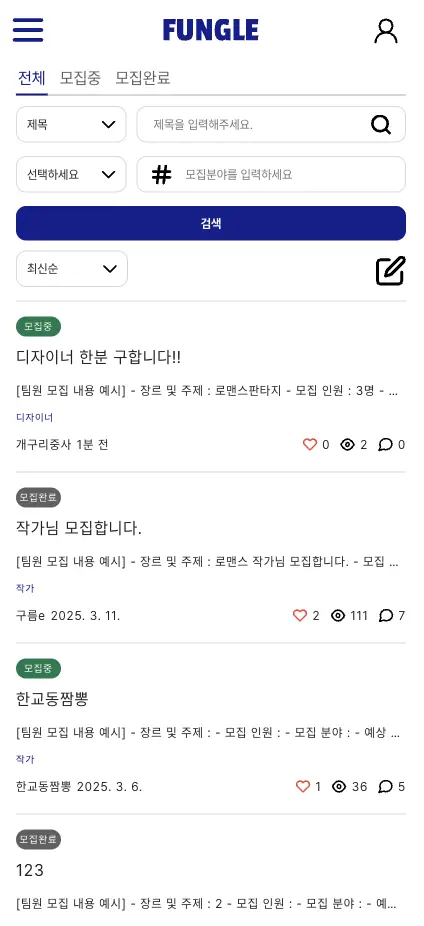 FUNGLE
전체 모집중 모집완료
제목 제목을 입력해주세요.
선택하세요 # 모집분야를 입력하세요
검색
최신순
모집중
디자이너 한분 구합니다!!
[팀원 모집 내용 예시] - 장르 및 주제 : 로맨스판타지 - 모집 인원 : 3명 - ...
디자이너
개구리중사 1분 전 0 2 0
모집완료
작가님 모집합니다.
[팀원 모집 내용 예시] - 장르 및 주제 : 로맨스 작가님 모집합니다. - 모집 ...
작가
구름e 2025. 3. 11. 2 111 7
모집중
한교동짬뽕
[팀원 모집 내용 예시] - 장르 및 주제 : - 모집 인원 : - 모집 분야 : - 예상 ...
작가
한교동짬뽕 2025. 3. 6. 1 36 5
모집완료
123
[팀원 모집 내용 예시] - 장르 및 주제 : 2 - 모집 인원 : - 모집 분야 : - 예...